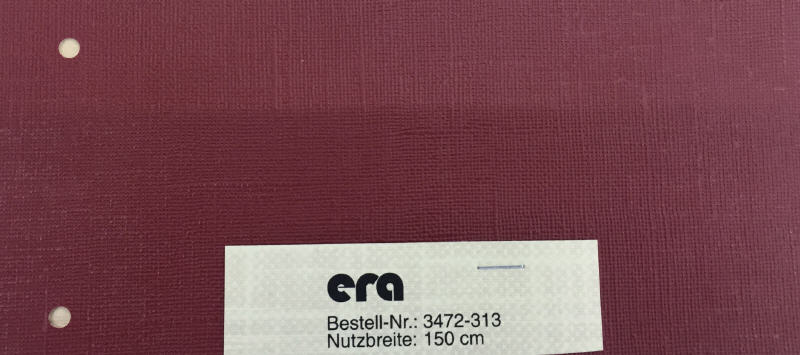 era
Bestell-Nr.: 3472-313
Nutzbreite: 150 cm